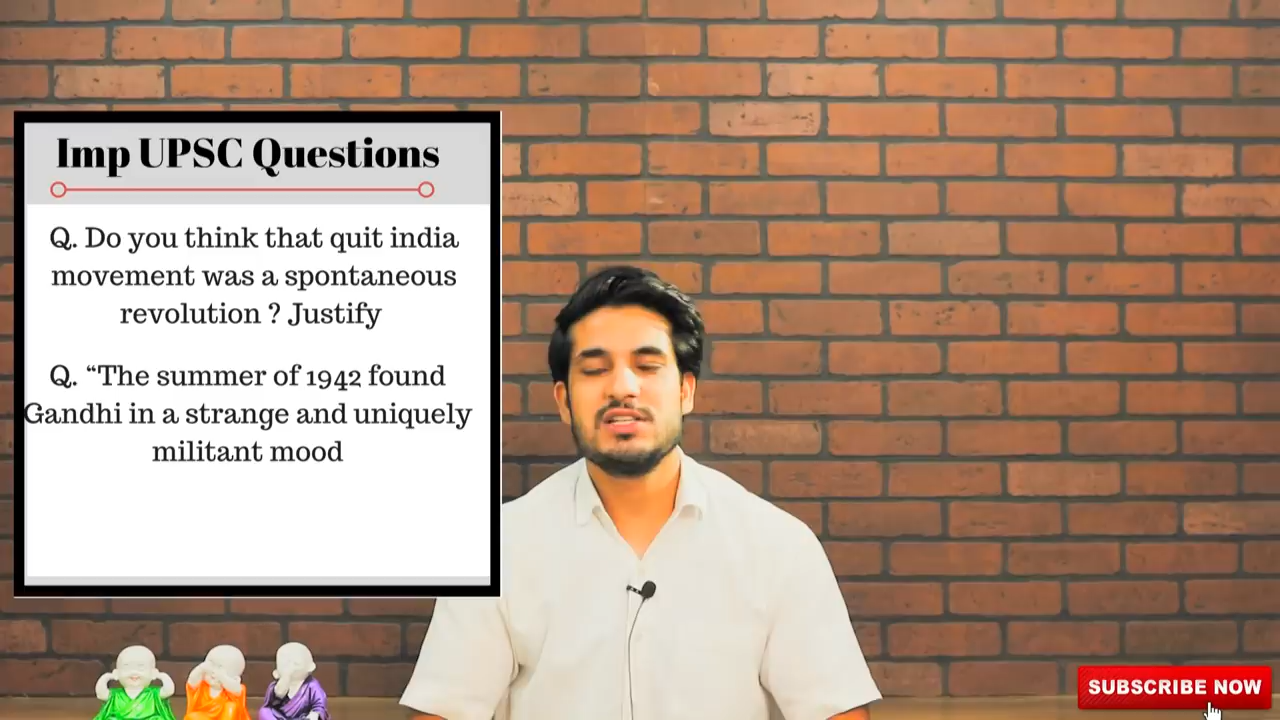 Imp UPSC Questions
Q. Do you think that quit india
movement was a spontaneous
revolution ? Justify
Q. “The summer of 1942 found
Gandhi in a strange and uniquely
militant mood
SUBSCRIBE NOW